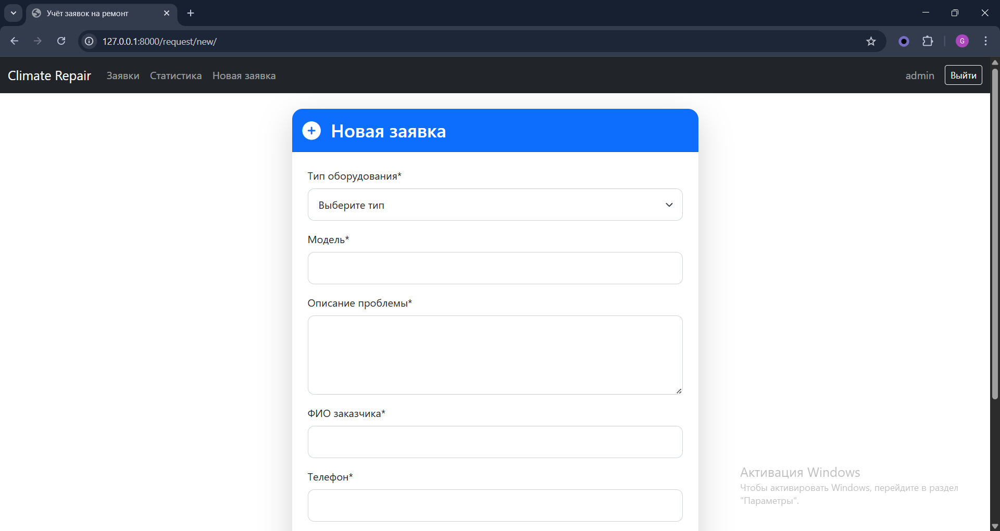 Учёт заявок на ремонт
127.0.0.1:8000/request/new/
G
Climate Repair Заявки Статистика Новая заявка admin Выйти
Новая заявка
Тип оборудования*
Выберите тип
Модель*
Описание проблемы*
ФИО заказчика*
Телефон*
Активация Windows
Чтобы активировать Windows, перейдите в раздел
"Параметры".